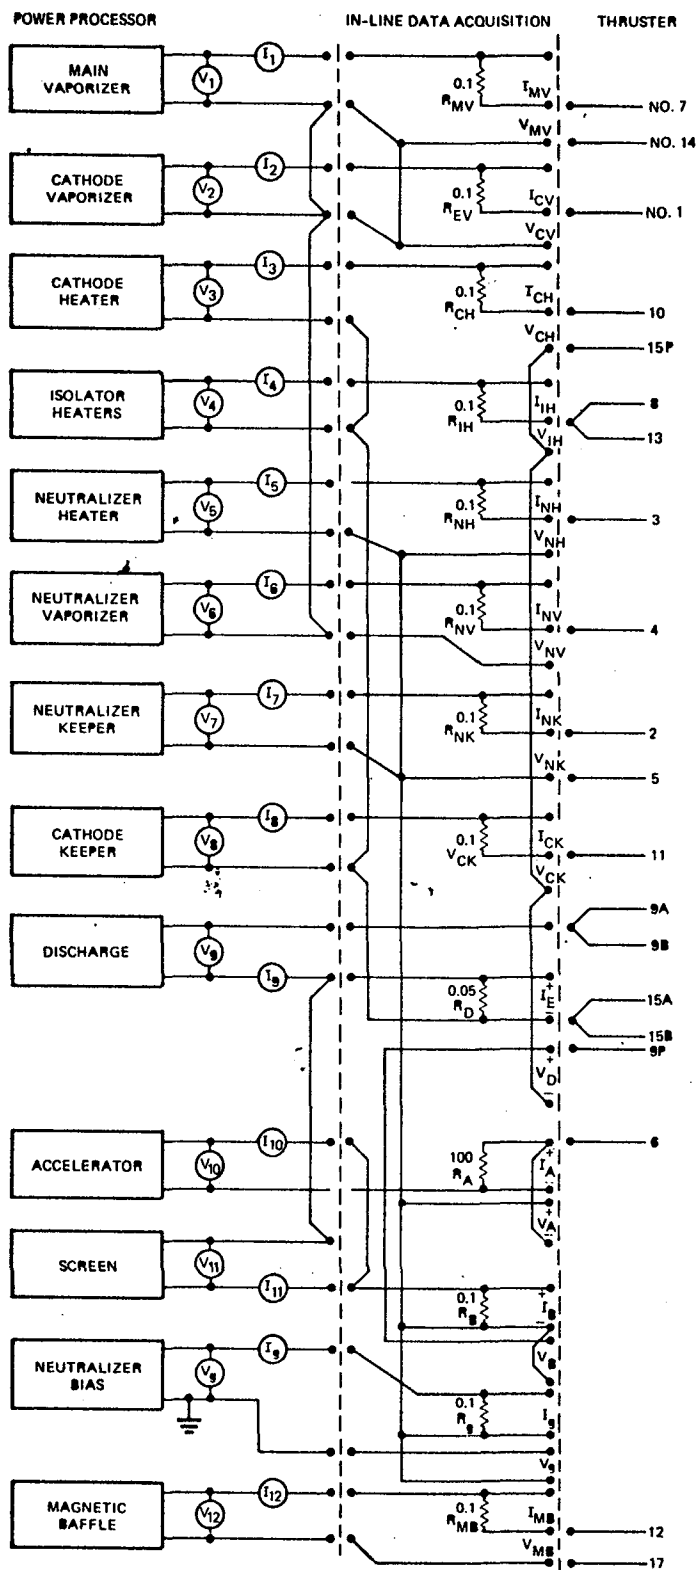 POWER PROCESSOR
IN-LINE DATA ACQUISITION
THRUSTER
MAIN
VAPORIZER
V1
I1
0.1
RMV
IMV
VMV
NO. 7
NO. 14
CATHODE
VAPORIZER
V2
I2
0.1
REV
ICV
VCV
NO. 1
CATHODE
HEATER
V3
I3
0.1
RCH
ICH
VCH
10
15P
ISOLATOR
HEATERS
V4
I4
0.1
RIH
IIH
VIH
8
13
NEUTRALIZER
HEATER
V5
I5
0.1
RNH
INH
VNH
3
NEUTRALIZER
VAPORIZER
V6
I6
0.1
RNV
INV
VNV
4
NEUTRALIZER
KEEPER
V7
I7
0.1
RNK
INK
VNK
2
5
CATHODE
KEEPER
V8
I8
0.1
VCK
ICK
VCK
11
DISCHARGE
V9
I9
0.05
RD
+
IE
−
+
VD
−
9A
9B
15A
15B
9P
ACCELERATOR
V10
I10
100
RA
+
IA
−
+
VA
−
6
SCREEN
V11
I11
0.1
RB
+
IB
−
VB
NEUTRALIZER
BIAS
Vg
Ig
0.1
Rg
Ig
Vg
MAGNETIC
BAFFLE
V12
I12
0.1
RMB
IMB
VMB
12
17